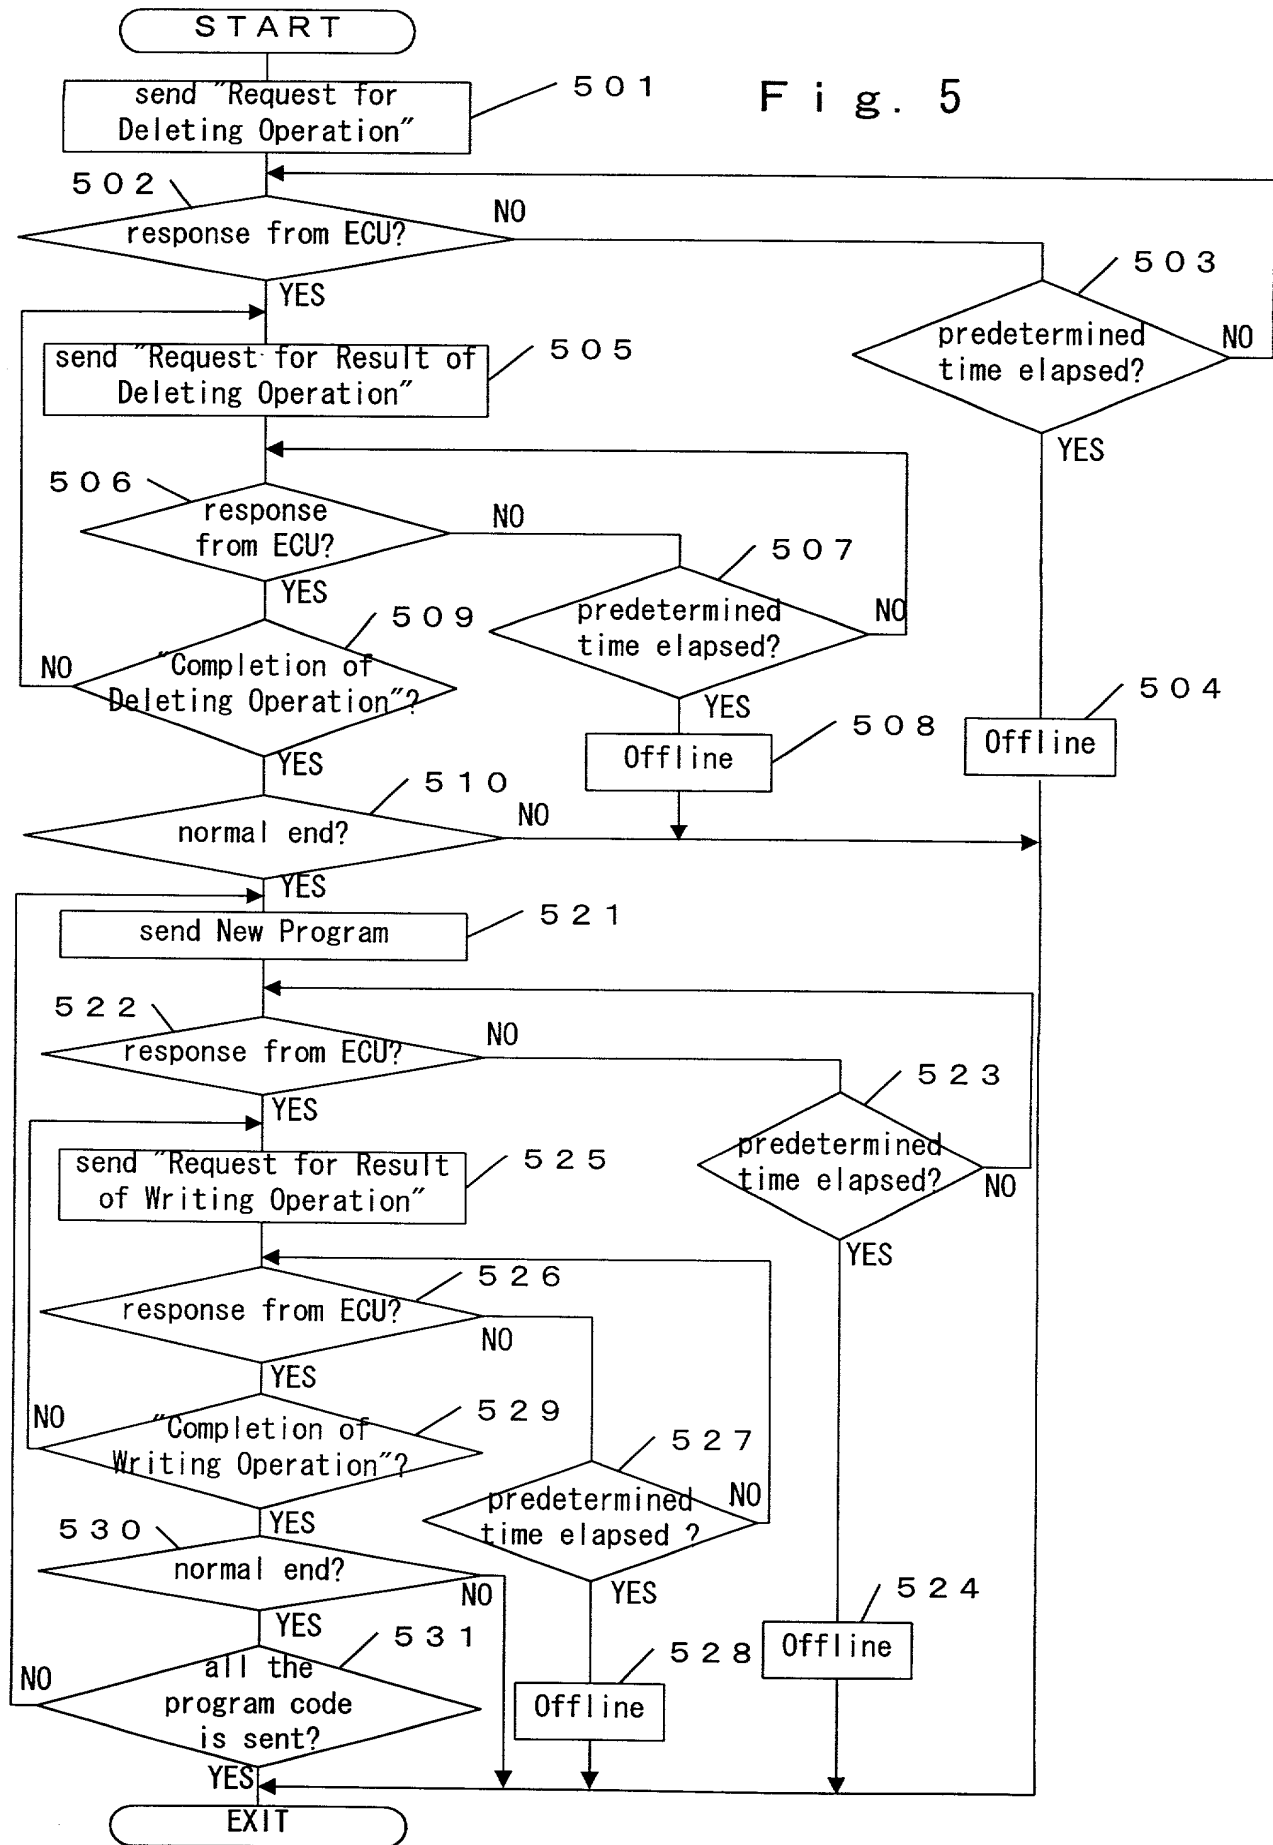 START
Fig. 5
501
send "Request for
Deleting Operation"
502
response from ECU?
NO
YES
503
predetermined
time elapsed?
NO
YES
505
send "Request for Result of
Deleting Operation"
506
response
from ECU?
NO
YES
507
predetermined
time elapsed?
NO
YES
509
"Completion of
Deleting Operation"?
NO
YES
508
Offline
504
Offline
510
normal end?
NO
YES
521
send New Program
522
response from ECU?
NO
YES
523
predetermined
time elapsed?
NO
YES
525
send "Request for Result
of Writing Operation"
526
response from ECU?
NO
YES
529
"Completion of
Writing Operation"?
NO
YES
527
predetermined
time elapsed ?
NO
YES
530
normal end?
NO
YES
524
Offline
531
all the
program code
is sent?
NO
YES
528
Offline
EXIT